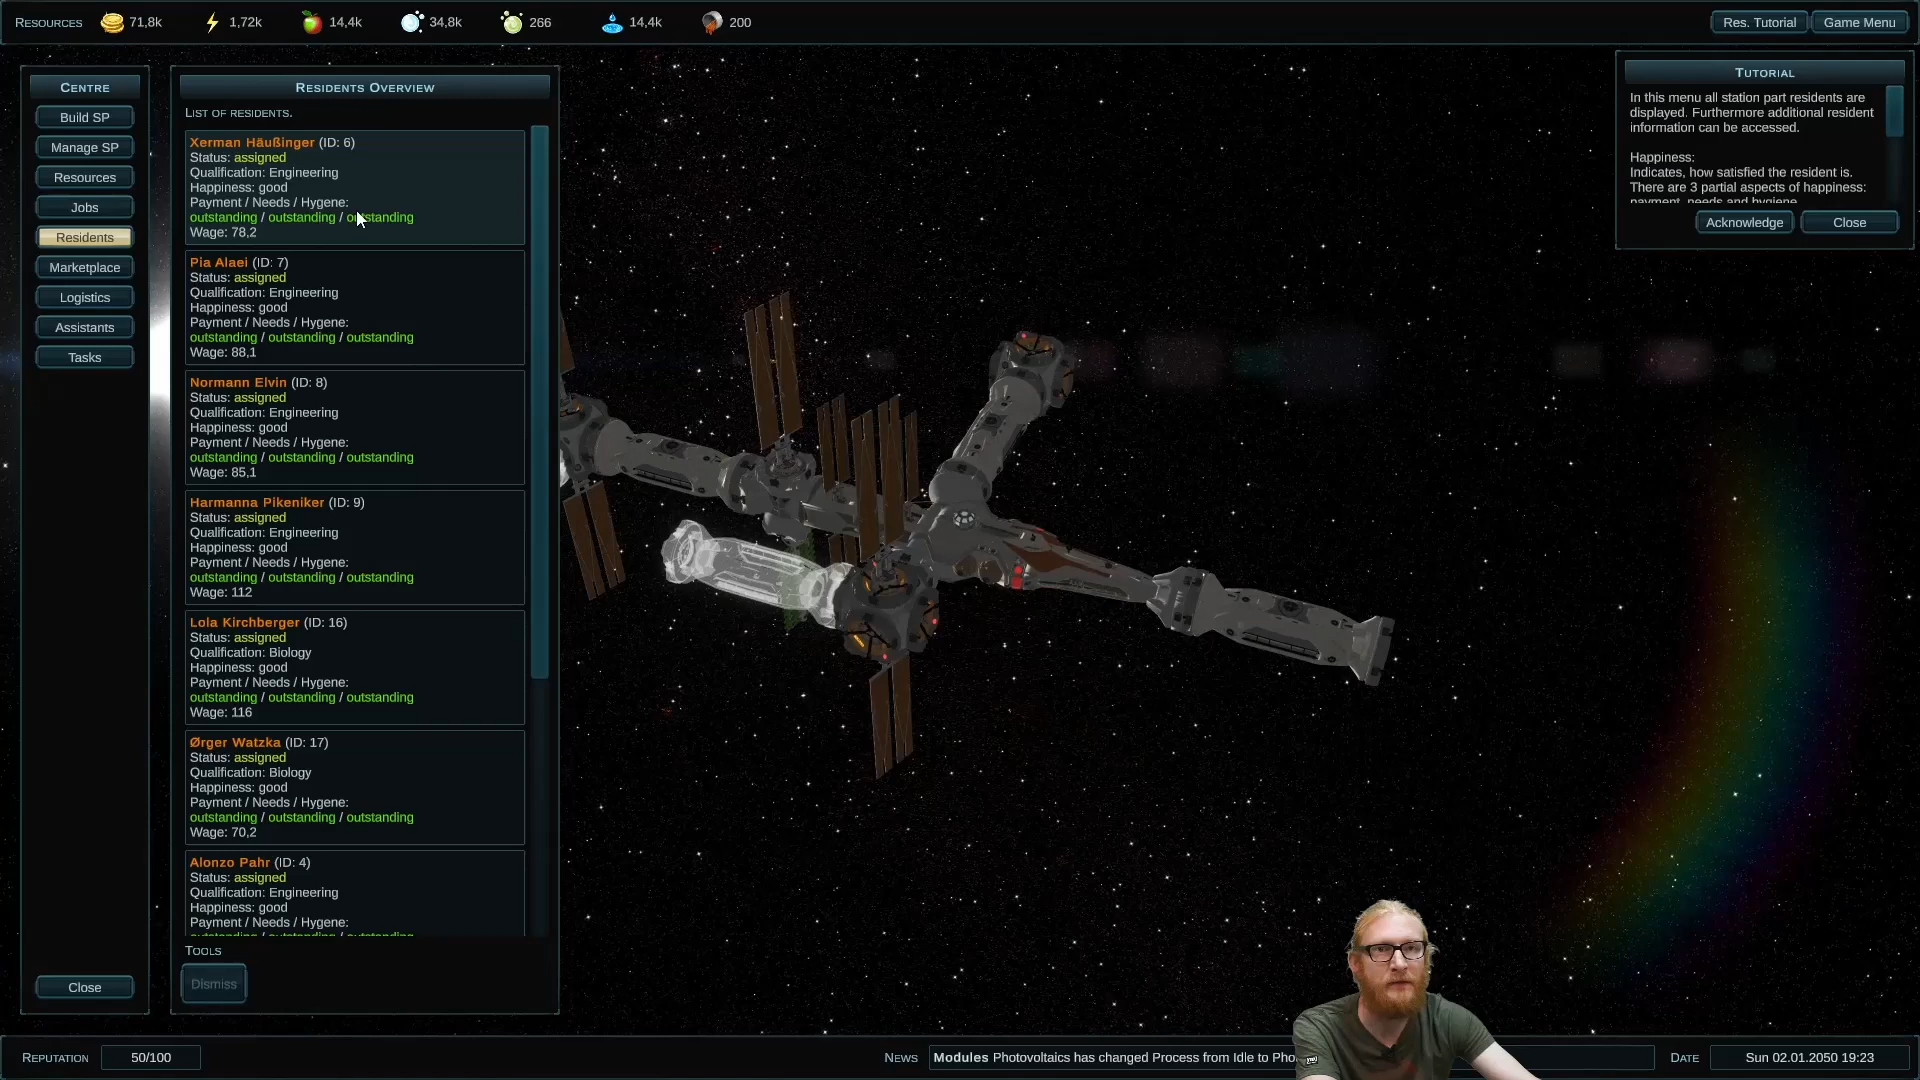 RESOURCES 71,8k 1,72k 14,4k 34,8k 266 14,4k 200 Res. Tutorial Game Menu
CENTRE
Build SP
Manage SP
Resources
Jobs
Residents
Marketplace
Logistics
Assistants
Tasks
Close
RESIDENTS OVERVIEW
LIST OF RESIDENTS.
Xerman Häußinger (ID: 6)
Status: assigned
Qualification: Engineering
Happiness: good
Payment / Needs / Hygene:
outstanding / outstanding / outstanding
Wage: 78,2
Pia Alaei (ID: 7)
Status: assigned
Qualification: Engineering
Happiness: good
Payment / Needs / Hygene:
outstanding / outstanding / outstanding
Wage: 88,1
Normann Elvin (ID: 8)
Status: assigned
Qualification: Engineering
Happiness: good
Payment / Needs / Hygene:
outstanding / outstanding / outstanding
Wage: 85,1
Harmanna Pikeniker (ID: 9)
Status: assigned
Qualification: Engineering
Happiness: good
Payment / Needs / Hygene:
outstanding / outstanding / outstanding
Wage: 112
Lola Kirchberger (ID: 16)
Status: assigned
Qualification: Biology
Happiness: good
Payment / Needs / Hygene:
outstanding / outstanding / outstanding
Wage: 116
Ørger Watzka (ID: 17)
Status: assigned
Qualification: Biology
Happiness: good
Payment / Needs / Hygene:
outstanding / outstanding / outstanding
Wage: 70,2
Alonzo Pahr (ID: 4)
Status: assigned
Qualification: Engineering
Happiness: good
Payment / Needs / Hygene:
outstanding / outstanding / outstanding
TOOLS
Dismiss
TUTORIAL
In this menu all station part residents are
displayed. Furthermore additional resident
information can be accessed.
Happiness:
Indicates, how satisfied the resident is.
There are 3 partial aspects of happiness:
payment, needs and hygiene
Acknowledge Close
REPUTATION 50/100
NEWS Modules Photovoltaics has changed Process from Idle to Pho
DATE Sun 02.01.2050 19:23